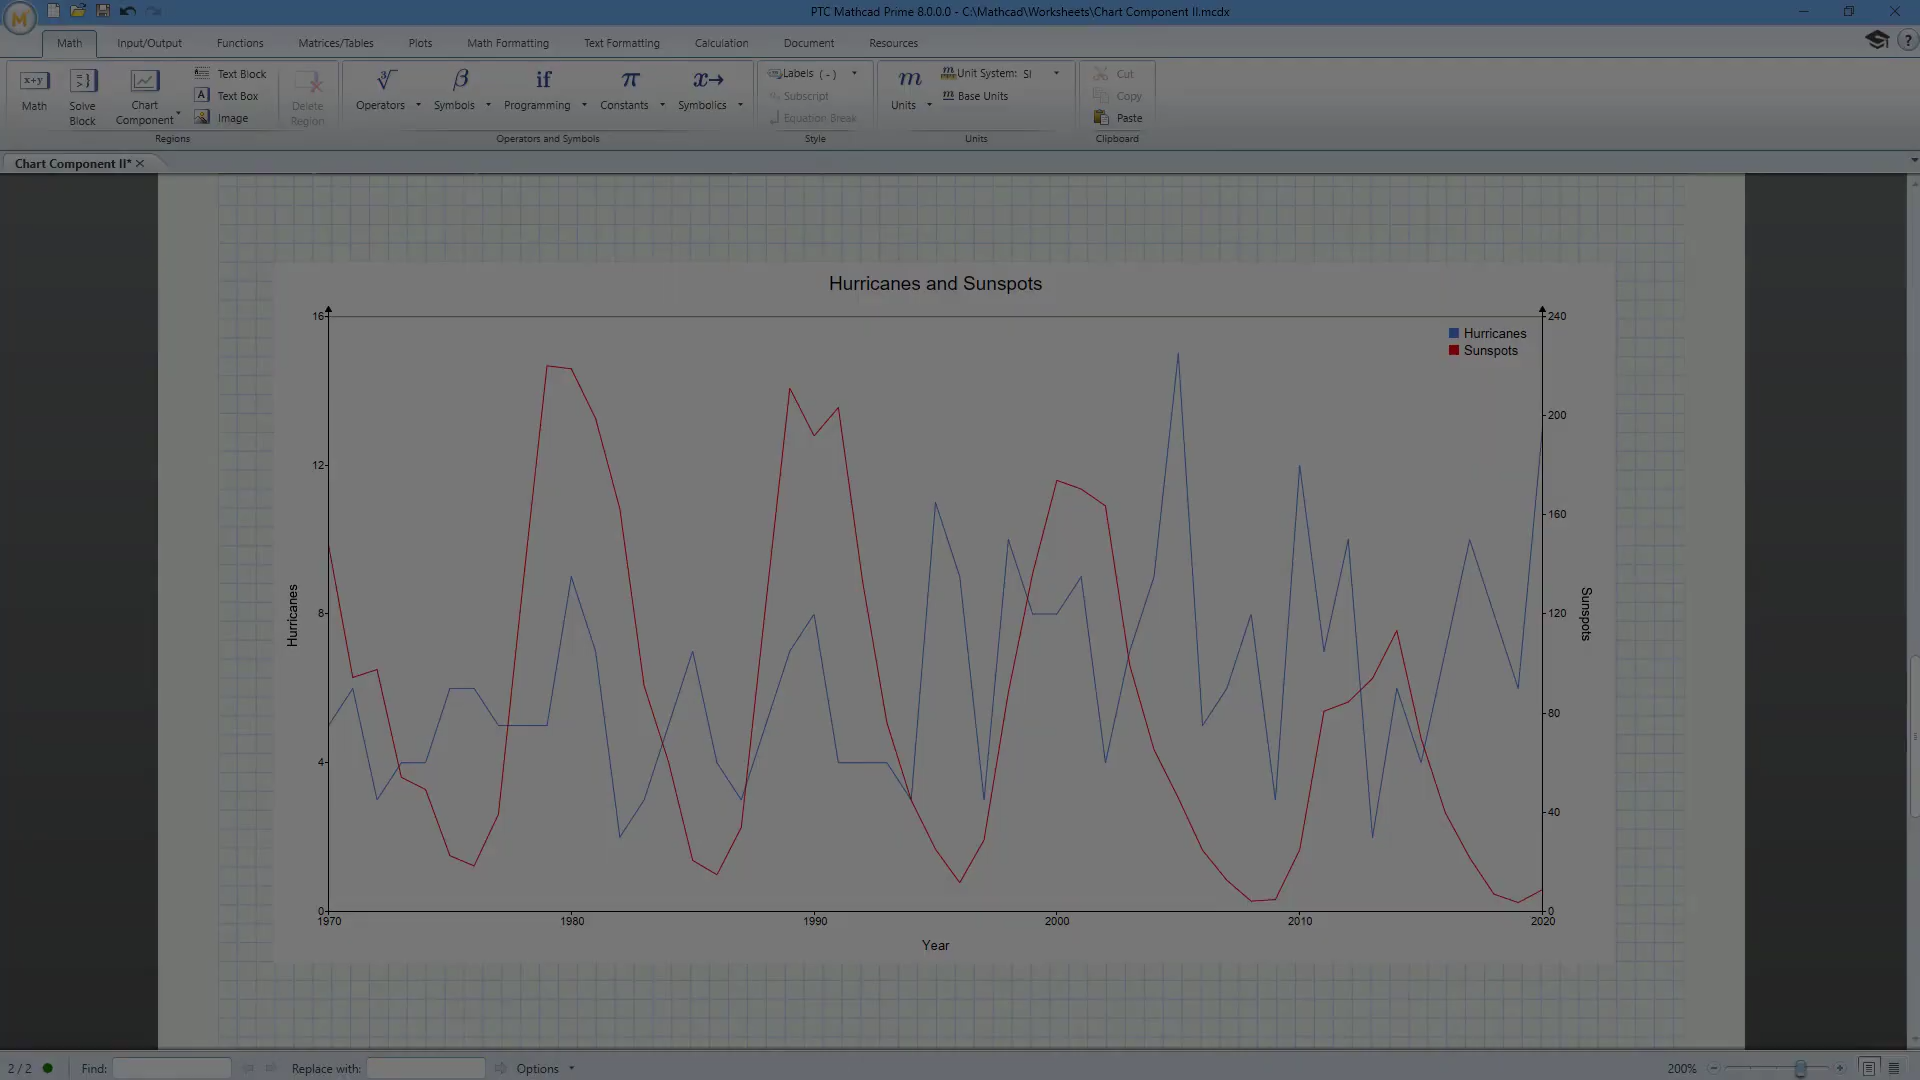 PTC Mathcad Prime 8.0.0.0 - C:\Mathcad\Worksheets\Chart Component II.mcdx
M
Math Input/Output Functions Matrices/Tables Plots Math Formatting Text Formatting Calculation Document Resources
?
x+y Math
Solve Block
Chart Component
Text Block
A Text Box
Image
Delete Region
Regions
Operators
β Symbols
if Programming
π Constants
x→ Symbolics
Operators and Symbols
Labels ( - )
Subscript
Equation Break
Style
m Units
m Unit System: SI
m Base Units
Units
Cut
Copy
Paste
Clipboard
Chart Component II*
Hurricanes and Sunspots
Hurricanes
Sunspots
16
12
8
4
0
Hurricanes
240
200
160
120
80
40
0
Sunspots
1970 1980 1990 2000 2010 2020
Year
2 / 2 Find: Replace with: Options 200%